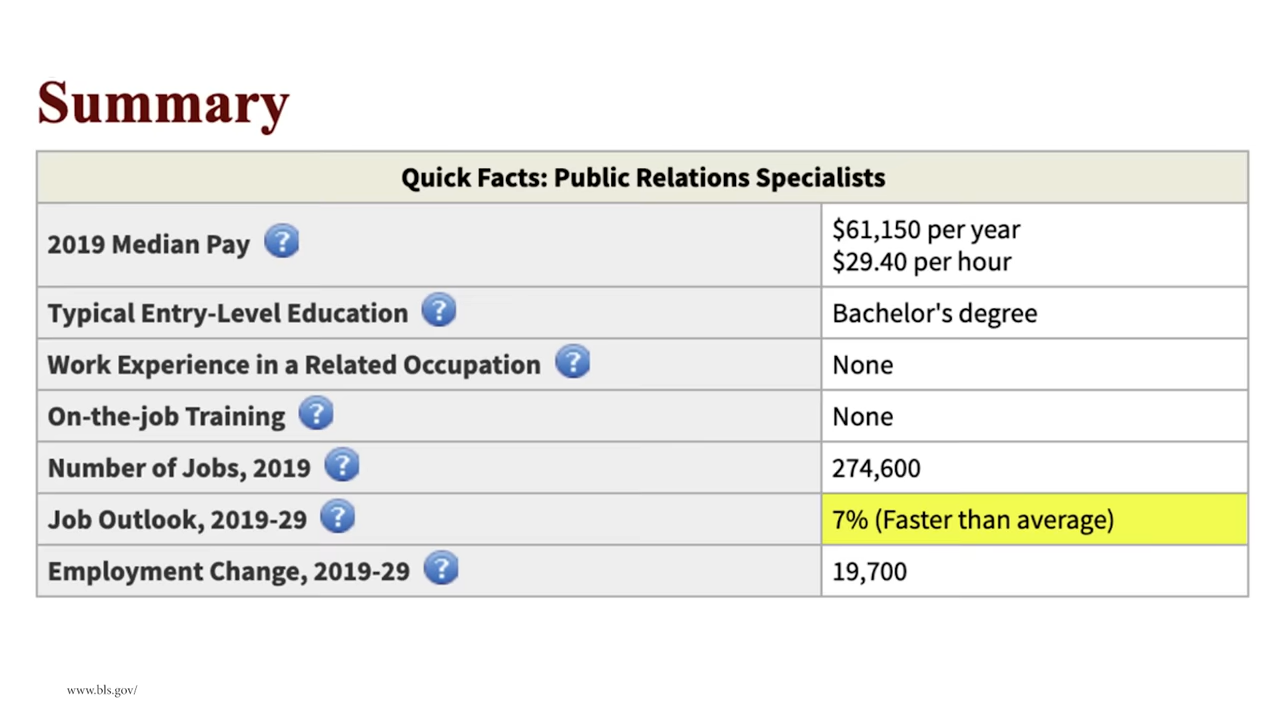 Summary
Quick Facts: Public Relations Specialists
2019 Median Pay ?
$61,150 per year
$29.40 per hour
Typical Entry-Level Education ?
Bachelor's degree
Work Experience in a Related Occupation ?
None
On-the-job Training ?
None
Number of Jobs, 2019 ?
274,600
Job Outlook, 2019-29 ?
7% (Faster than average)
Employment Change, 2019-29 ?
19,700
www.bls.gov/